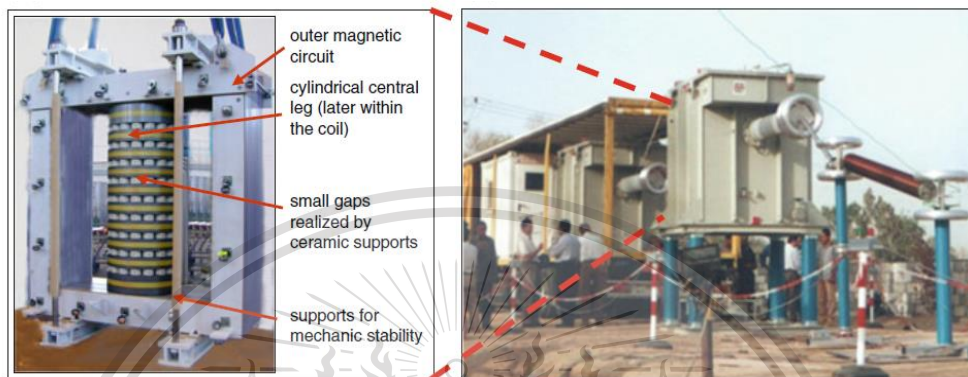 outer magnetic
circuit
cylindrical central
leg (later within
the coil)
small gaps
realized by
ceramic supports
supports for
mechanic stability